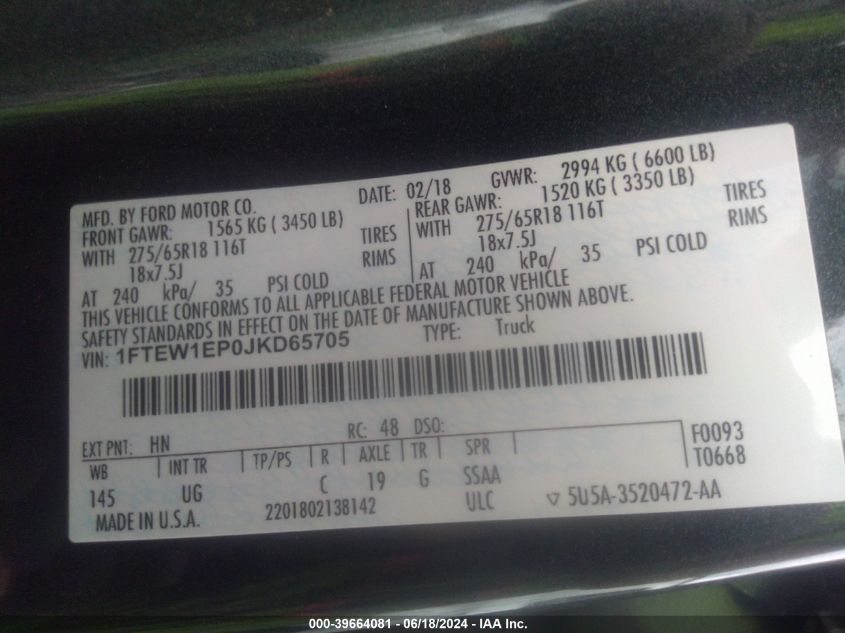 MFD. BY FORD MOTOR CO. DATE: 02/18 GVWR: 2994 KG ( 6600 LB)
FRONT GAWR: 1565 KG ( 3450 LB) REAR GAWR: 1520 KG ( 3350 LB)
WITH 275/65R18 116T TIRES WITH 275/65R18 116T TIRES
18x7.5J RIMS 18x7.5J RIMS
AT 240 kPa/ 35 PSI COLD AT 240 kPa/ 35 PSI COLD
THIS VEHICLE CONFORMS TO ALL APPLICABLE FEDERAL MOTOR VEHICLE
SAFETY STANDARDS IN EFFECT ON THE DATE OF MANUFACTURE SHOWN ABOVE.
VIN: 1FTEW1EP0JKD65705 TYPE: Truck
EXT PNT: HN RC: 48 DSO: F0093
WB INT TR TP/PS R AXLE TR SPR T0668
145 UG C 19 G SSAA
MADE IN U.S.A. 2201802138142 ULC ▽ 5U5A-3520472-AA
000-39664081 - 06/18/2024 - IAA Inc.